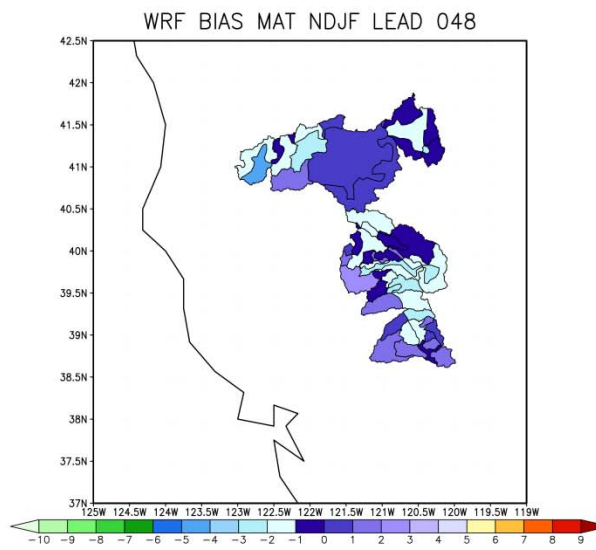 WRF BIAS MAT NDJF LEAD 048
42.5N
42N
41.5N
41N
40.5N
40N
39.5N
39N
38.5N
38N
37.5N
37N
125W 124.5W 124W 123.5W 123W 122.5W 122W 121.5W 121W 120.5W 120W 119.5W 119W
-10 -9 -8 -7 -6 -5 -4 -3 -2 -1 0 1 2 3 4 5 6 7 8 9